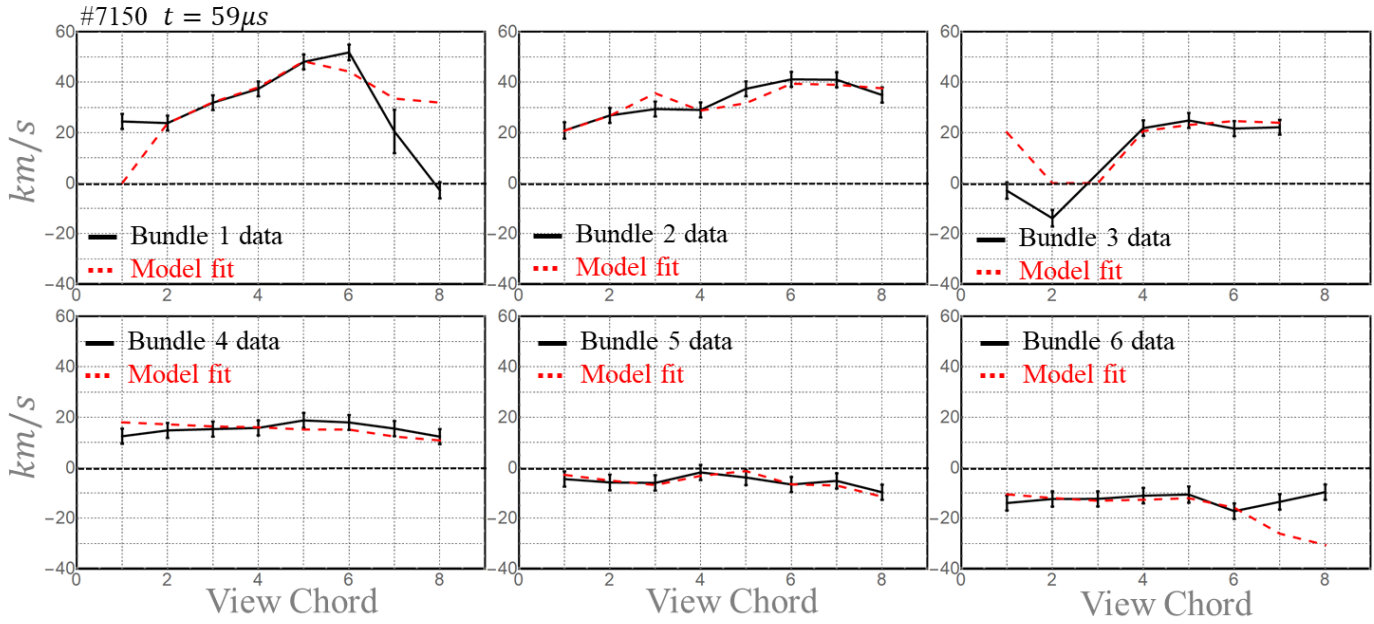 #7150 t = 59μs
60
40
20
0
−20
−40
km/s
Bundle 1 data
Model fit
0 2 4 6 8
60
40
20
0
−20
−40
Bundle 2 data
Model fit
0 2 4 6 8
60
40
20
0
−20
−40
Bundle 3 data
Model fit
0 2 4 6 8
60
40
20
0
−20
−40
km/s
Bundle 4 data
Model fit
0 2 4 6 8
View Chord
60
40
20
0
−20
−40
Bundle 5 data
Model fit
0 2 4 6 8
View Chord
60
40
20
0
−20
−40
Bundle 6 data
Model fit
0 2 4 6 8
View Chord